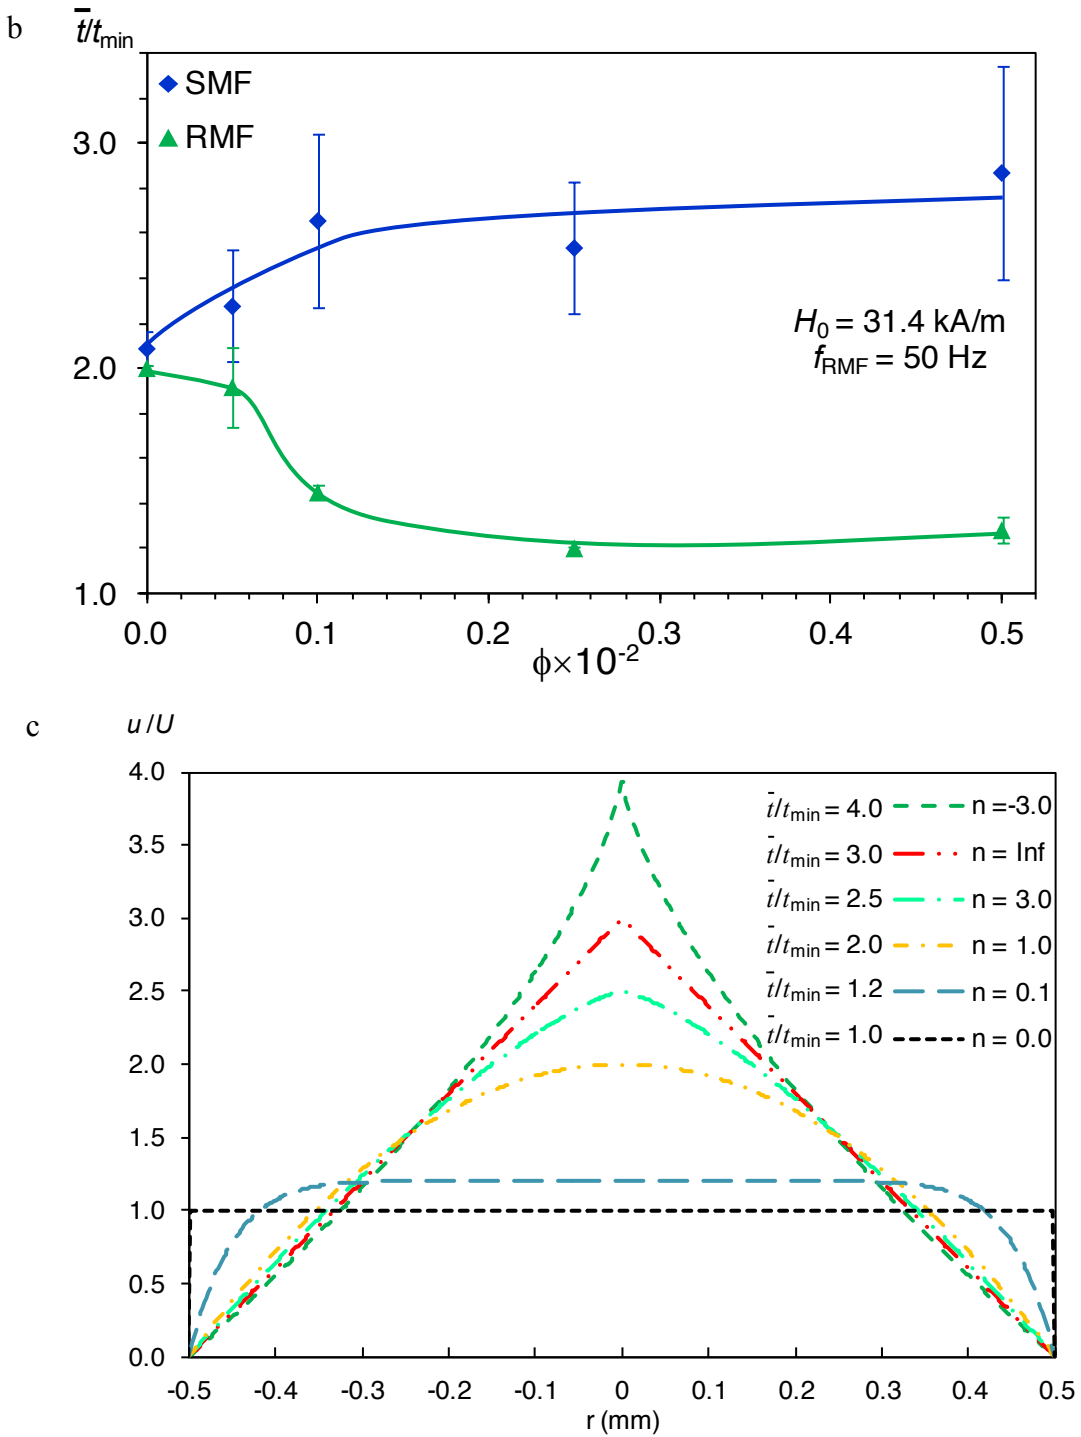 b
t̄/tmin
SMF
RMF
3.0
2.0
1.0
H0 = 31.4 kA/m
fRMF = 50 Hz
0.0 0.1 0.2 0.3 0.4 0.5
ϕ×10-2
c
u/U
4.0
3.5
3.0
2.5
2.0
1.5
1.0
0.5
0.0
t̄/tmin = 4.0 n =-3.0
t̄/tmin = 3.0 n = Inf
t̄/tmin = 2.5 n = 3.0
t̄/tmin = 2.0 n = 1.0
t̄/tmin = 1.2 n = 0.1
t̄/tmin = 1.0 n = 0.0
-0.5 -0.4 -0.3 -0.2 -0.1 0 0.1 0.2 0.3 0.4 0.5
r (mm)